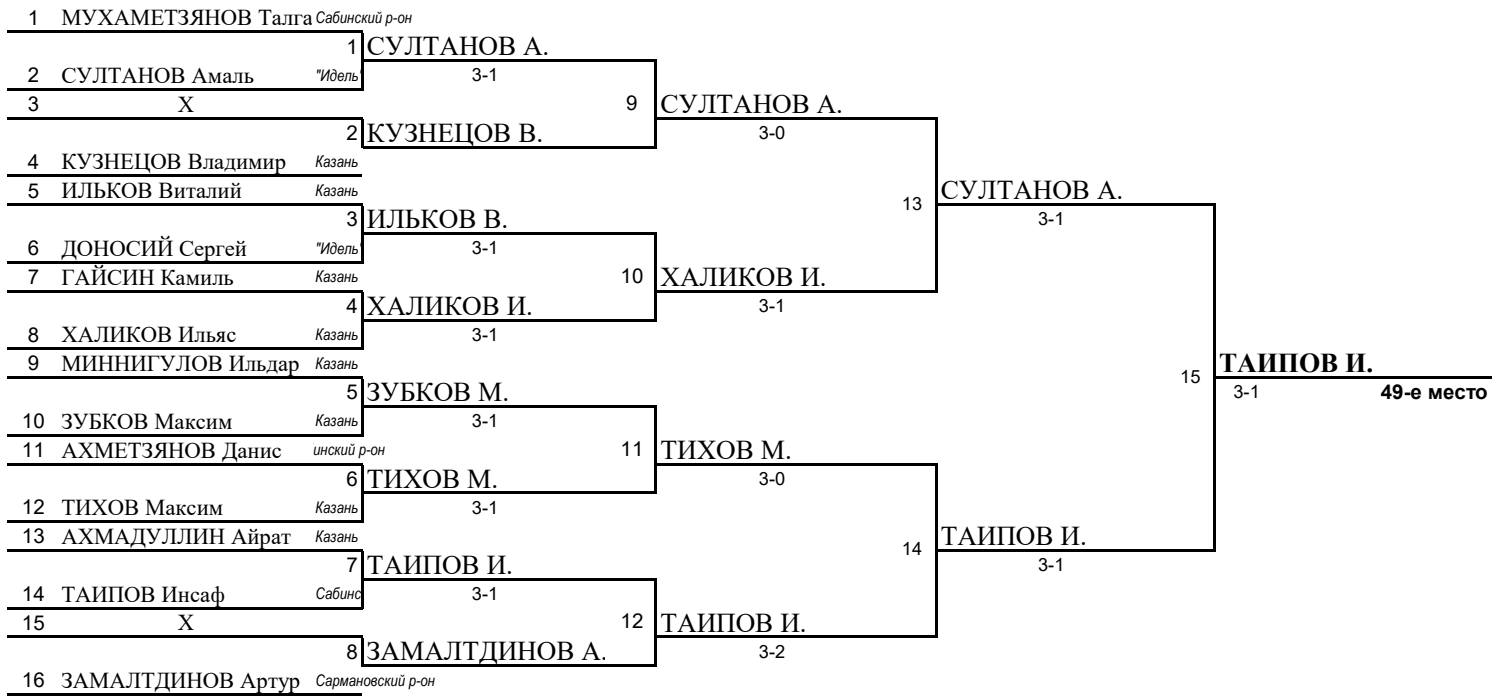 1 МУХАМЕТЗЯНОВ Талга Сабинский р-он
1 СУЛТАНОВ А.
2 СУЛТАНОВ Амаль "Идель" 3-1
3 X 9 СУЛТАНОВ А.
2 КУЗНЕЦОВ В. 3-0
4 КУЗНЕЦОВ Владимир Казань
5 ИЛЬКОВ Виталий Казань 13 СУЛТАНОВ А.
3 ИЛЬКОВ В. 3-1
6 ДОНОСИЙ Сергей "Идель" 3-1
7 ГАЙСИН Камиль Казань 10 ХАЛИКОВ И.
4 ХАЛИКОВ И. 3-1
8 ХАЛИКОВ Ильяс Казань 3-1
9 МИННИГУЛОВ Ильдар Казань 15 ТАИПОВ И.
5 ЗУБКОВ М. 3-1 49-е место
10 ЗУБКОВ Максим Казань 3-1
11 АХМЕТЗЯНОВ Данис инский р-он 11 ТИХОВ М.
6 ТИХОВ М. 3-0
12 ТИХОВ Максим Казань 3-1
13 АХМАДУЛЛИН Айрат Казань 14 ТАИПОВ И.
7 ТАИПОВ И. 3-1
14 ТАИПОВ Инсаф Сабинс 3-1
15 X 12 ТАИПОВ И.
8 ЗАМАЛТДИНОВ А. 3-2
16 ЗАМАЛТДИНОВ Артур Сармановский р-он